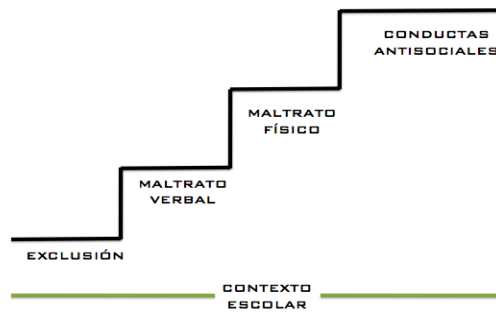 CONDUCTAS
ANTISOCIALES
MALTRATO
FÍSICO
MALTRATO
VERBAL
EXCLUSIÓN
CONTEXTO
ESCOLAR